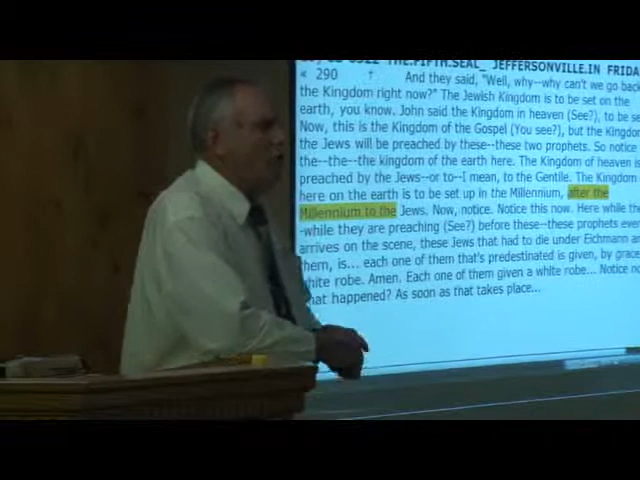 THE.FIFTH.SEAL_ JEFFERSONVILLE.IN FRIDA
« 290 † And they said, "Well, why--why can't we go back
the Kingdom right now?" The Jewish Kingdom is to be set on the
earth, you know. John said the Kingdom in heaven (See?), to be se
Now, this is the Kingdom of the Gospel (You see?), but the Kingdom
the Jews will be preached by these--these two prophets. So notice
the--the--the kingdom of the earth here. The Kingdom of heaven is
preached by the Jews--or to--I mean, to the Gentile. The Kingdom
here on the earth is to be set up in the Millennium, after the
Millennium to the Jews. Now, notice. Notice this now. Here while the
-while they are preaching (See?) before these--these prophets ever
arrives on the scene, these Jews that had to die under Eichmann an
them, is... each one of them that's predestinated is given, by grace
white robe. Amen. Each one of them given a white robe... Notice no
what happened? As soon as that takes place...